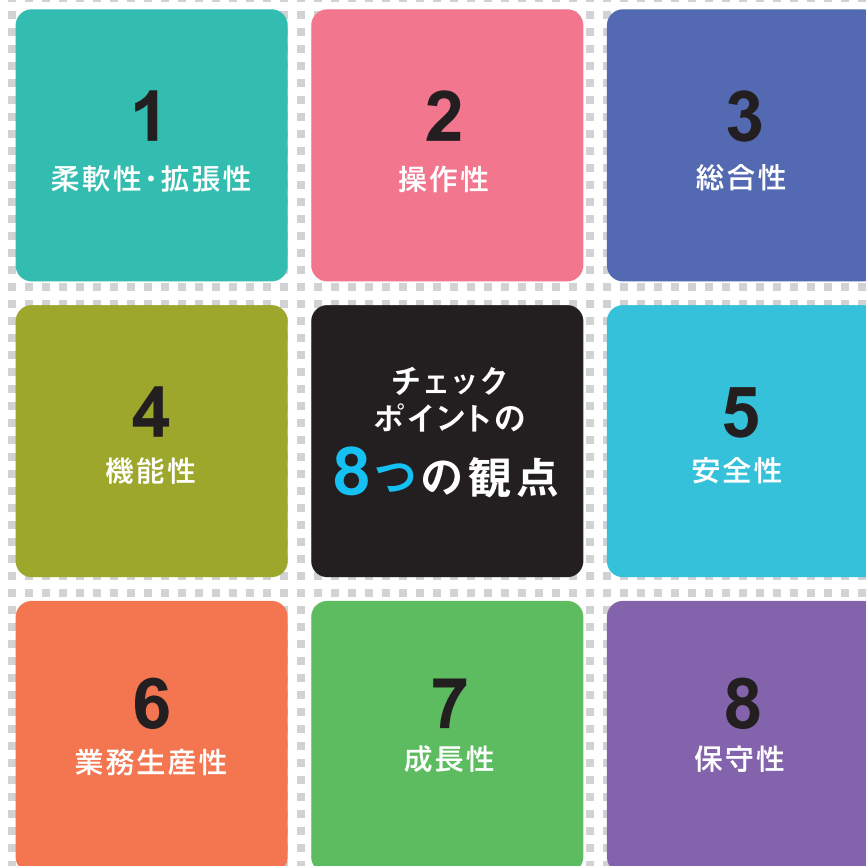 1
柔軟性・拡張性
2
操作性
3
総合性
4
機能性
チェック
ポイントの
8つの観点
5
安全性
6
業務生産性
7
成長性
8
保守性